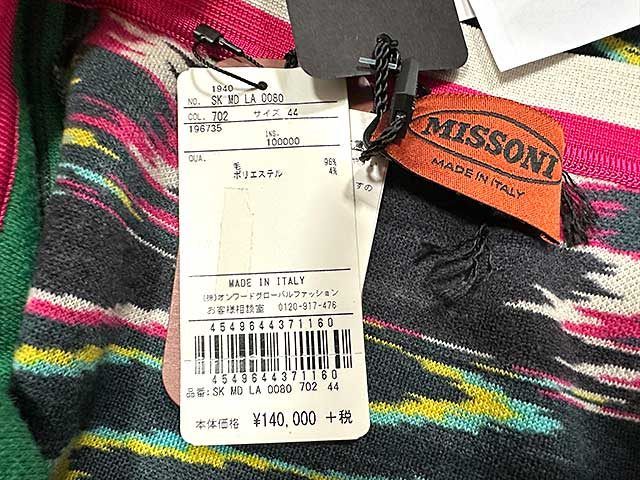 1940
NO. SK MD LA 0080
COL. 702 サイズ 44
196735
ING.
100000
QUA.
毛 96%
ポリエステル 4%
すの
MADE IN ITALY
(株)オンワードグローバルファッション
お客様相談室 0120-917-476
4549644371160
4549644371160
品番: SK MD LA 0080 702 44
本体価格 ¥140,000 +税
MISSONI
MADE IN ITALY